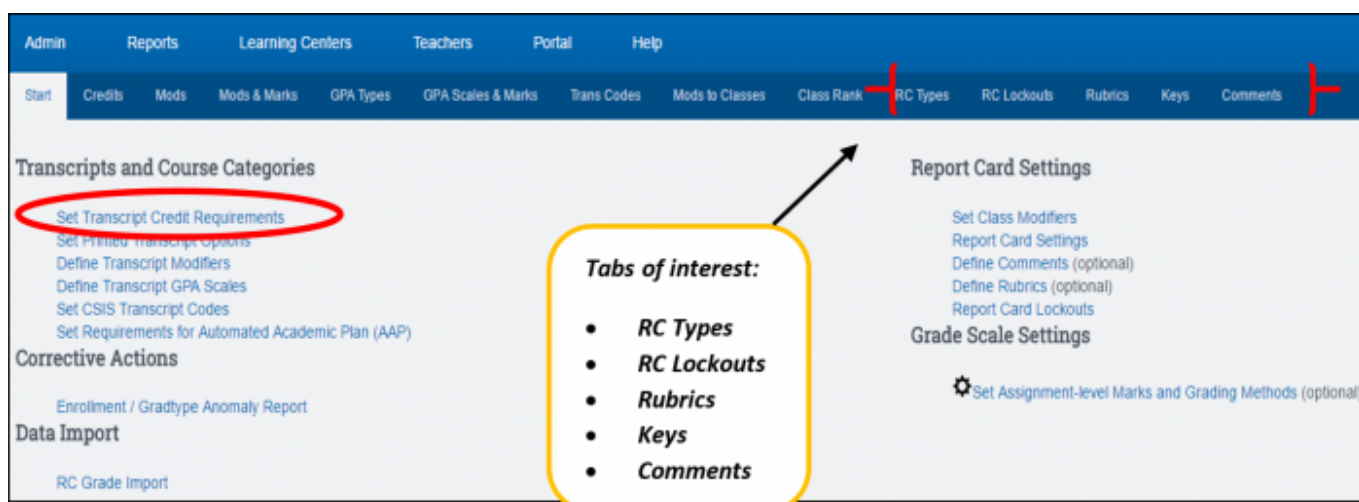 Admin Reports Learning Centers Teachers Portal Help
Start Credits Mods Mods & Marks GPA Types GPA Scales & Marks Trans Codes Mods to Classes Class Rank RC Types RC Lockouts Rubrics Keys Comments
Transcripts and Course Categories
Set Transcript Credit Requirements
Set Printed Transcript Options
Define Transcript Modifiers
Define Transcript GPA Scales
Set CSIS Transcript Codes
Set Requirements for Automated Academic Plan (AAP)
Corrective Actions
Enrollment / Gradtype Anomaly Report
Data Import
RC Grade Import
Tabs of interest:
• RC Types
• RC Lockouts
• Rubrics
• Keys
• Comments
Report Card Settings
Set Class Modifiers
Report Card Settings
Define Comments (optional)
Define Rubrics (optional)
Report Card Lockouts
Grade Scale Settings
Set Assignment-level Marks and Grading Methods (optional